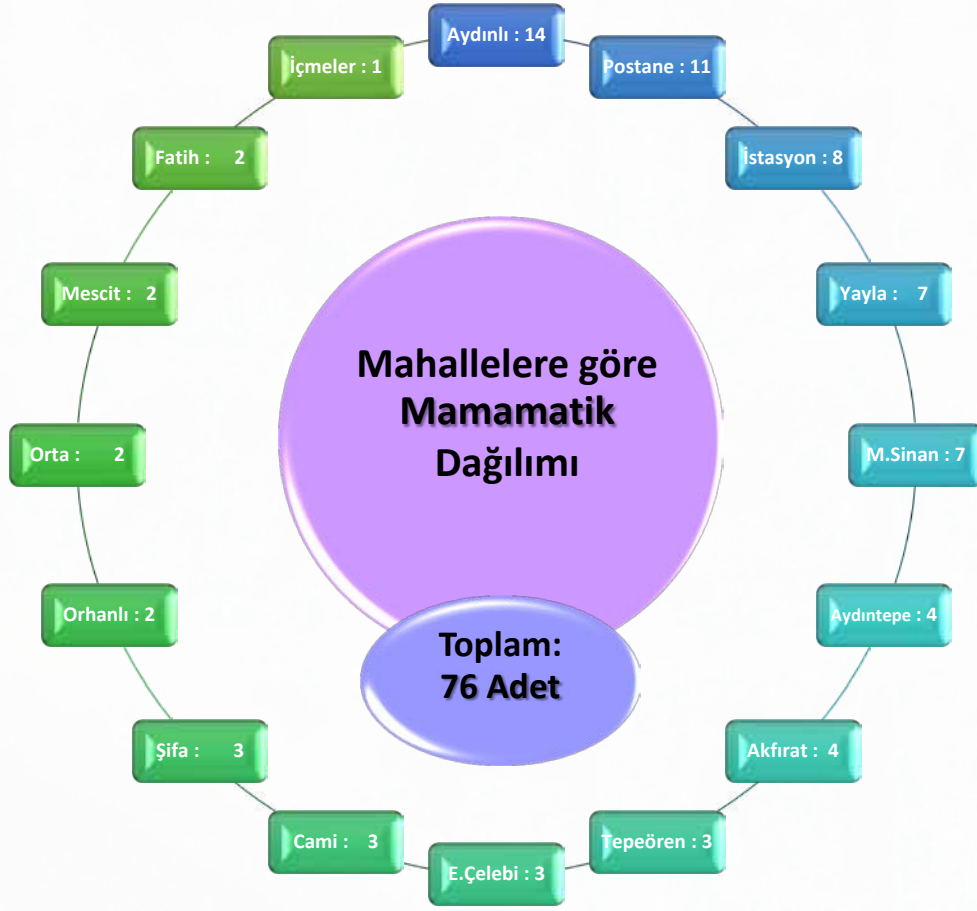 Aydınlı : 14
Postane : 11
İstasyon : 8
Yayla : 7
M.Sinan : 7
Aydıntepe : 4
Akfırat : 4
Tepeören : 3
E.Çelebi : 3
Cami : 3
Şifa : 3
Orhanlı : 2
Orta : 2
Mescit : 2
Fatih : 2
İçmeler : 1
Mahallelere göre
Mamamatik
Dağılımı
Toplam:
76 Adet